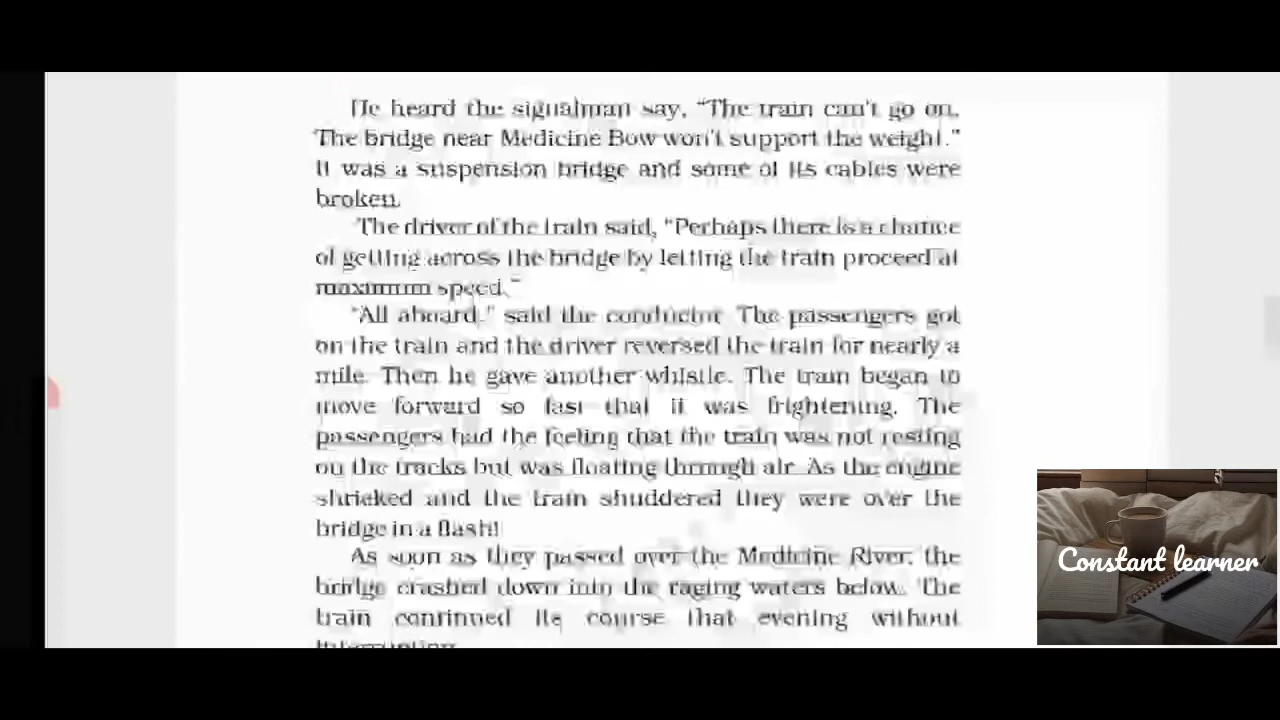 He heard the signalman say, "The train can't go on.
The bridge near Medicine Bow won't support the weight."
It was a suspension bridge and some of its cables were
broken.
The driver of the train said, "Perhaps there is a chance
of getting across the bridge by letting the train proceed at
maximum speed."
"All aboard," said the conductor. The passengers got
on the train and the driver reversed the train for nearly a
mile. Then he gave another whistle. The train began to
move forward so fast that it was frightening. The
passengers had the feeling that the train was not resting
on the tracks but was floating through air. As the engine
shrieked and the train shuddered they were over the
bridge in a flash!
As soon as they passed over the Medicine River, the
bridge crashed down into the raging waters below. The
train continued its course that evening without
interruption.
Constant learner